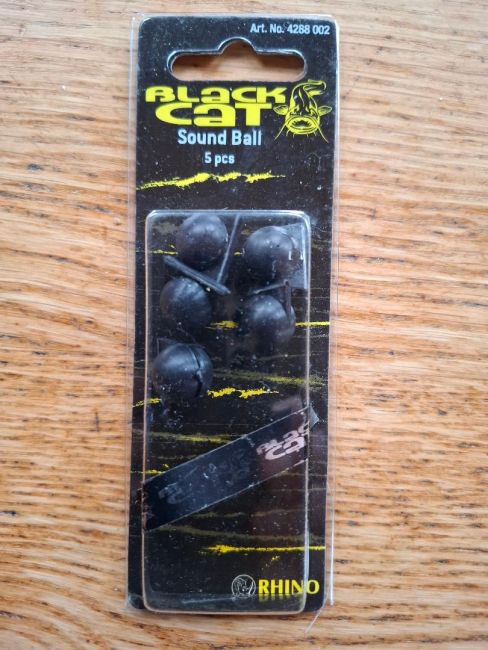 Art. No. 4288 002
BLACK
CAT
Sound Ball
5 pcs
BLACK
CAT
RHINO